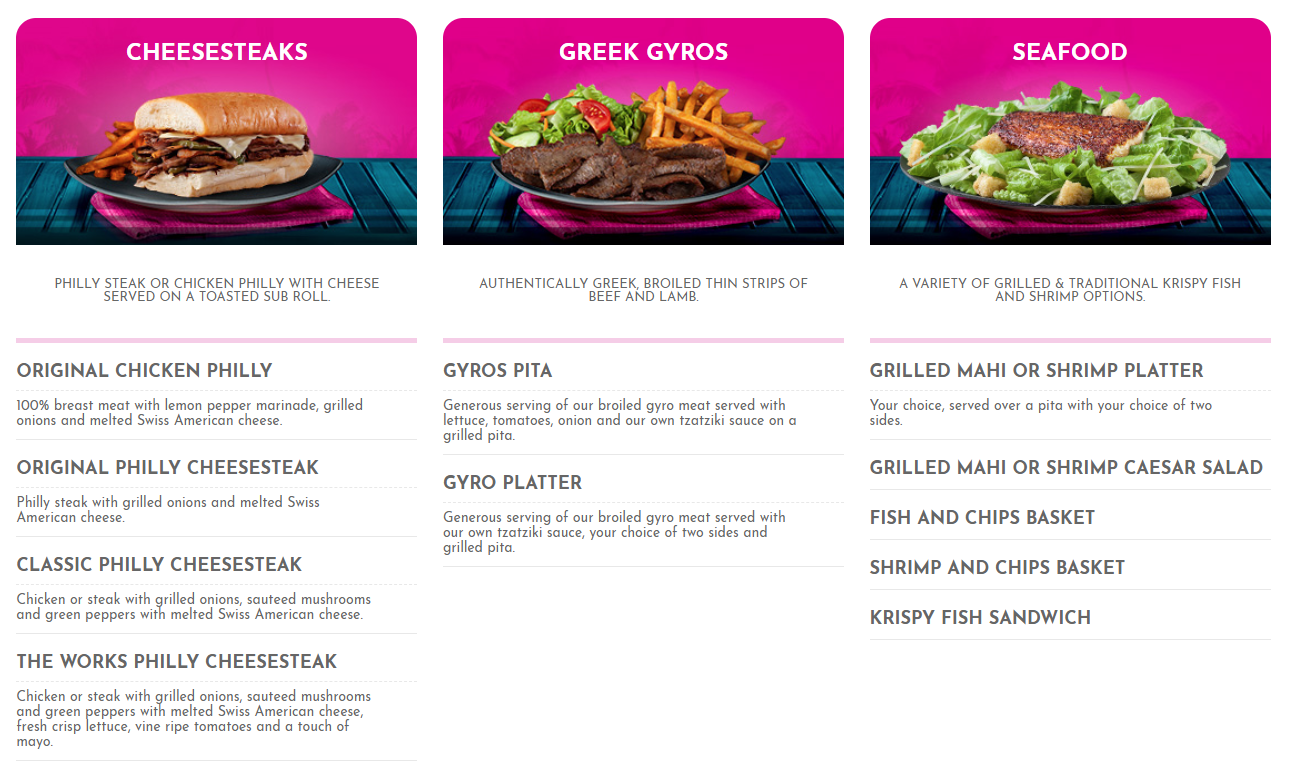 CHEESESTEAKS
PHILLY STEAK OR CHICKEN PHILLY WITH CHEESE
SERVED ON A TOASTED SUB ROLL.
ORIGINAL CHICKEN PHILLY
100% breast meat with lemon pepper marinade, grilled
onions and melted Swiss American cheese.
ORIGINAL PHILLY CHEESESTEAK
Philly steak with grilled onions and melted Swiss
American cheese.
CLASSIC PHILLY CHEESESTEAK
Chicken or steak with grilled onions, sauteed mushrooms
and green peppers with melted Swiss American cheese.
THE WORKS PHILLY CHEESESTEAK
Chicken or steak with grilled onions, sauteed mushrooms
and green peppers with melted Swiss American cheese,
fresh crisp lettuce, vine ripe tomatoes and a touch of
mayo.
GREEK GYROS
AUTHENTICALLY GREEK, BROILED THIN STRIPS OF
BEEF AND LAMB.
GYROS PITA
Generous serving of our broiled gyro meat served with
lettuce, tomatoes, onion and our own tzatziki sauce on a
grilled pita.
GYRO PLATTER
Generous serving of our broiled gyro meat served with
our own tzatziki sauce, your choice of two sides and
grilled pita.
SEAFOOD
A VARIETY OF GRILLED & TRADITIONAL KRISPY FISH
AND SHRIMP OPTIONS.
GRILLED MAHI OR SHRIMP PLATTER
Your choice, served over a pita with your choice of two
sides.
GRILLED MAHI OR SHRIMP CAESAR SALAD
FISH AND CHIPS BASKET
SHRIMP AND CHIPS BASKET
KRISPY FISH SANDWICH